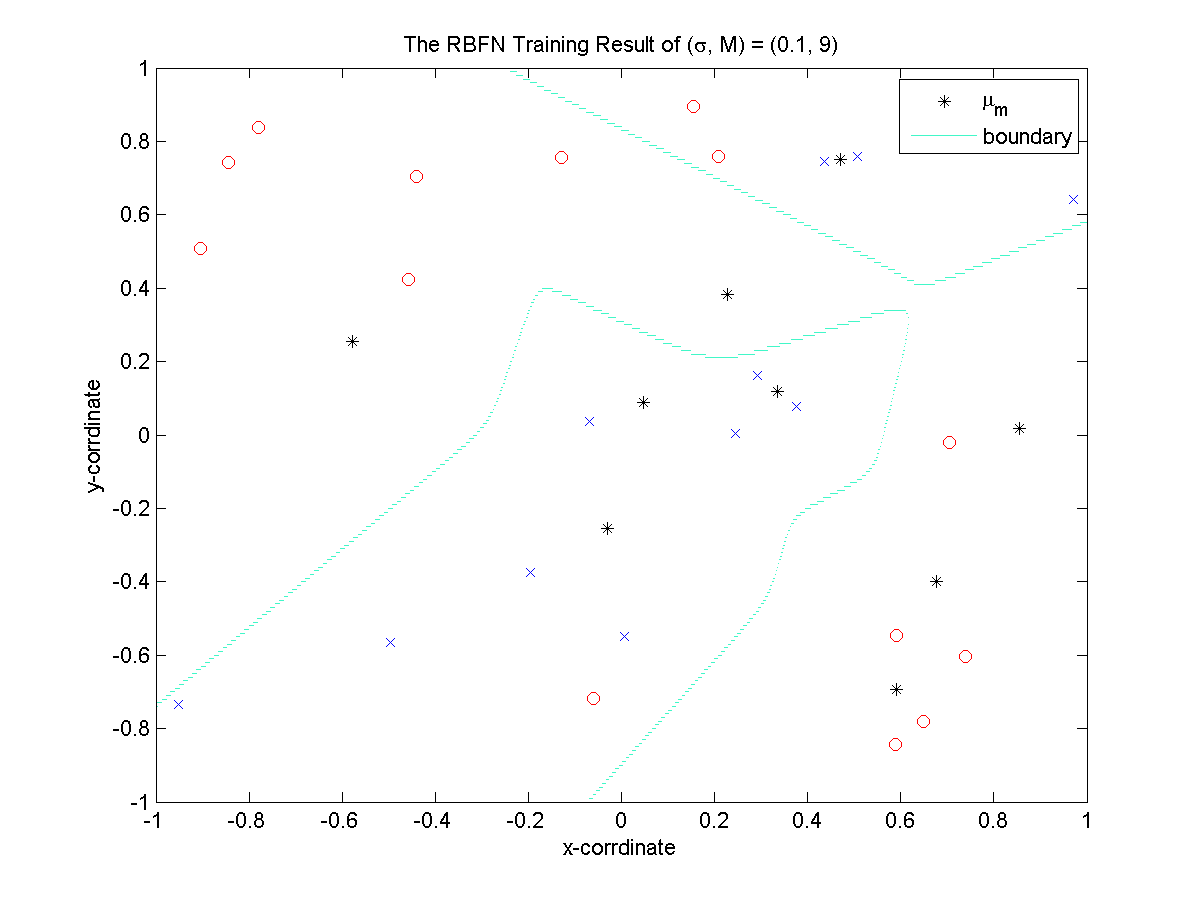 The RBFN Training Result of (σ, M) = (0.1, 9)
μm
boundary
1
0.8
0.6
0.4
0.2
0
-0.2
-0.4
-0.6
-0.8
-1
y-corrdinate
-1 -0.8 -0.6 -0.4 -0.2 0 0.2 0.4 0.6 0.8 1
x-corrdinate